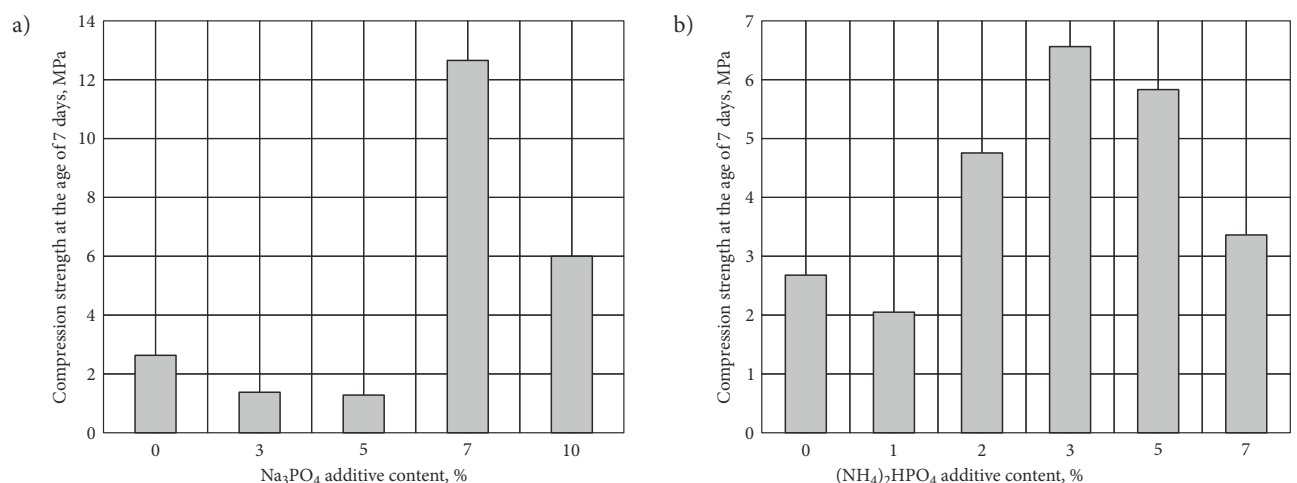 a)
Compression strength at the age of 7 days, MPa
14
12
10
8
6
4
2
0
0 3 5 7 10
Na₃PO₄ additive content, %
b)
Compression strength at the age of 7 days, MPa
7
6
5
4
3
2
1
0
0 1 2 3 5 7
(NH₄)₂HPO₄ additive content, %